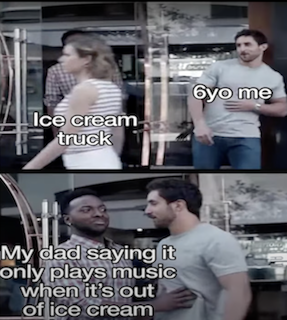 6yo me
Ice cream
truck
My dad saying it
only plays music
when it's out
of ice cream